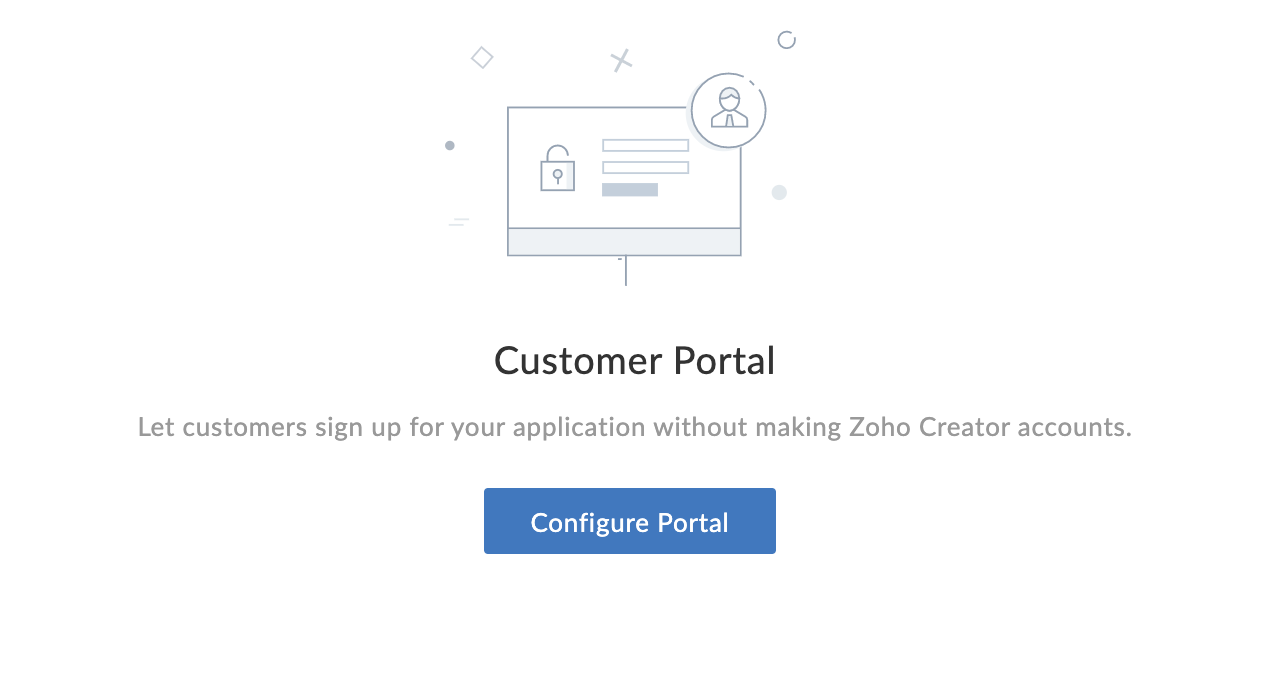 Customer Portal
Let customers sign up for your application without making Zoho Creator accounts.
Configure Portal